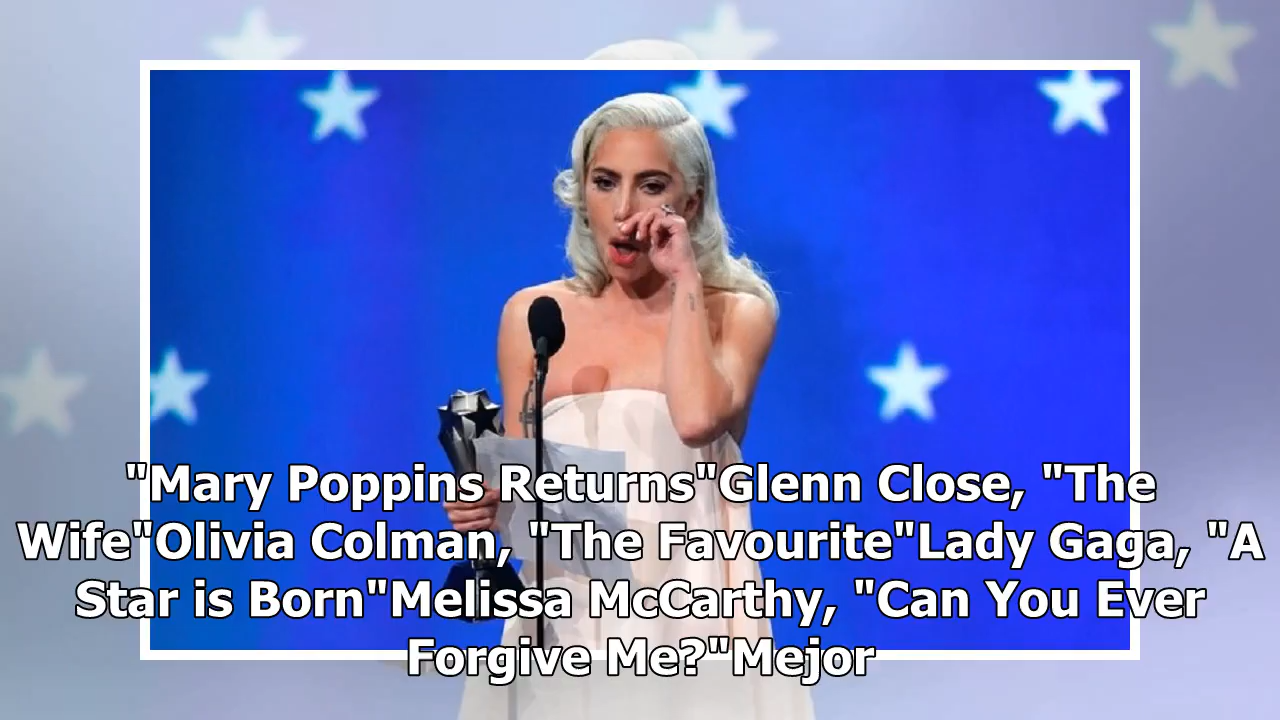 "Mary Poppins Returns"Glenn Close, "The
Wife"Olivia Colman, "The Favourite"Lady Gaga, "A
Star is Born"Melissa McCarthy, "Can You Ever
Forgive Me?"Mejor